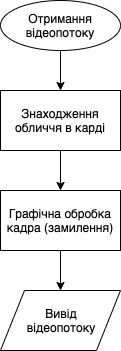 Отримання
відеопотоку
Знаходження
обличчя в карді
Графічна обробка
кадра (замилення)
Вивід
відеопотоку